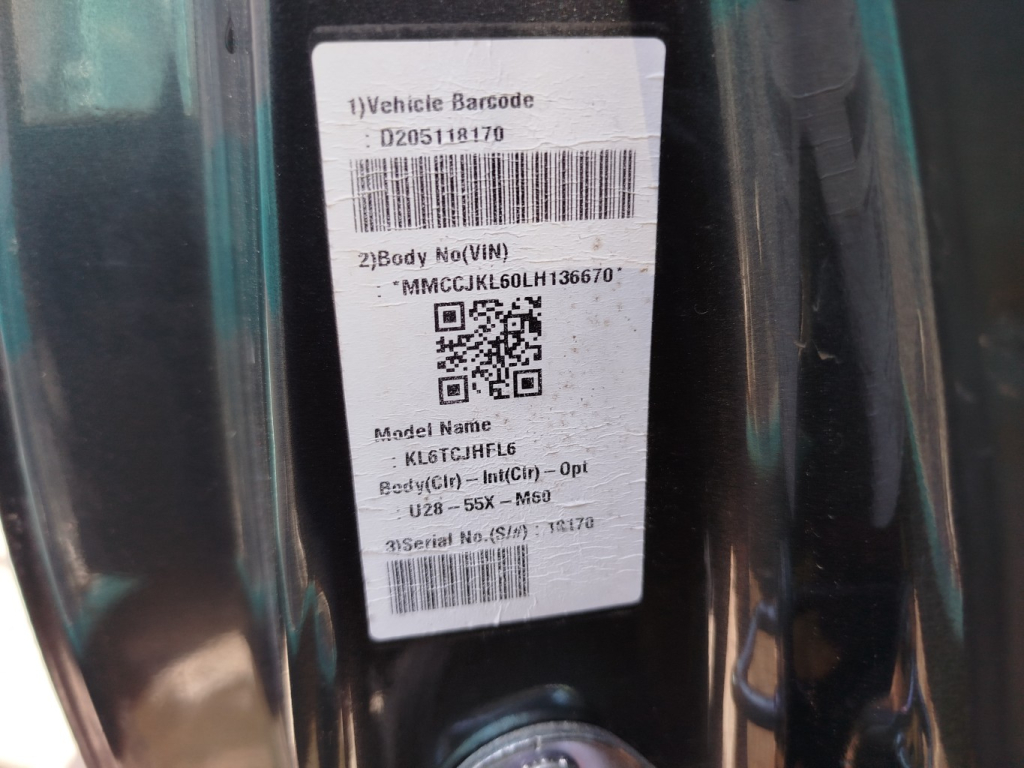 1)Vehicle Barcode
: D205118170
2)Body No(VIN)
: *MMCCJKL60LH136670*
Model Name
: KL6TCJHFL6
Body(Clr) – Int(Clr) – Opt
: U28 – 55X – M60
3)Serial No.(S/#) : 18170